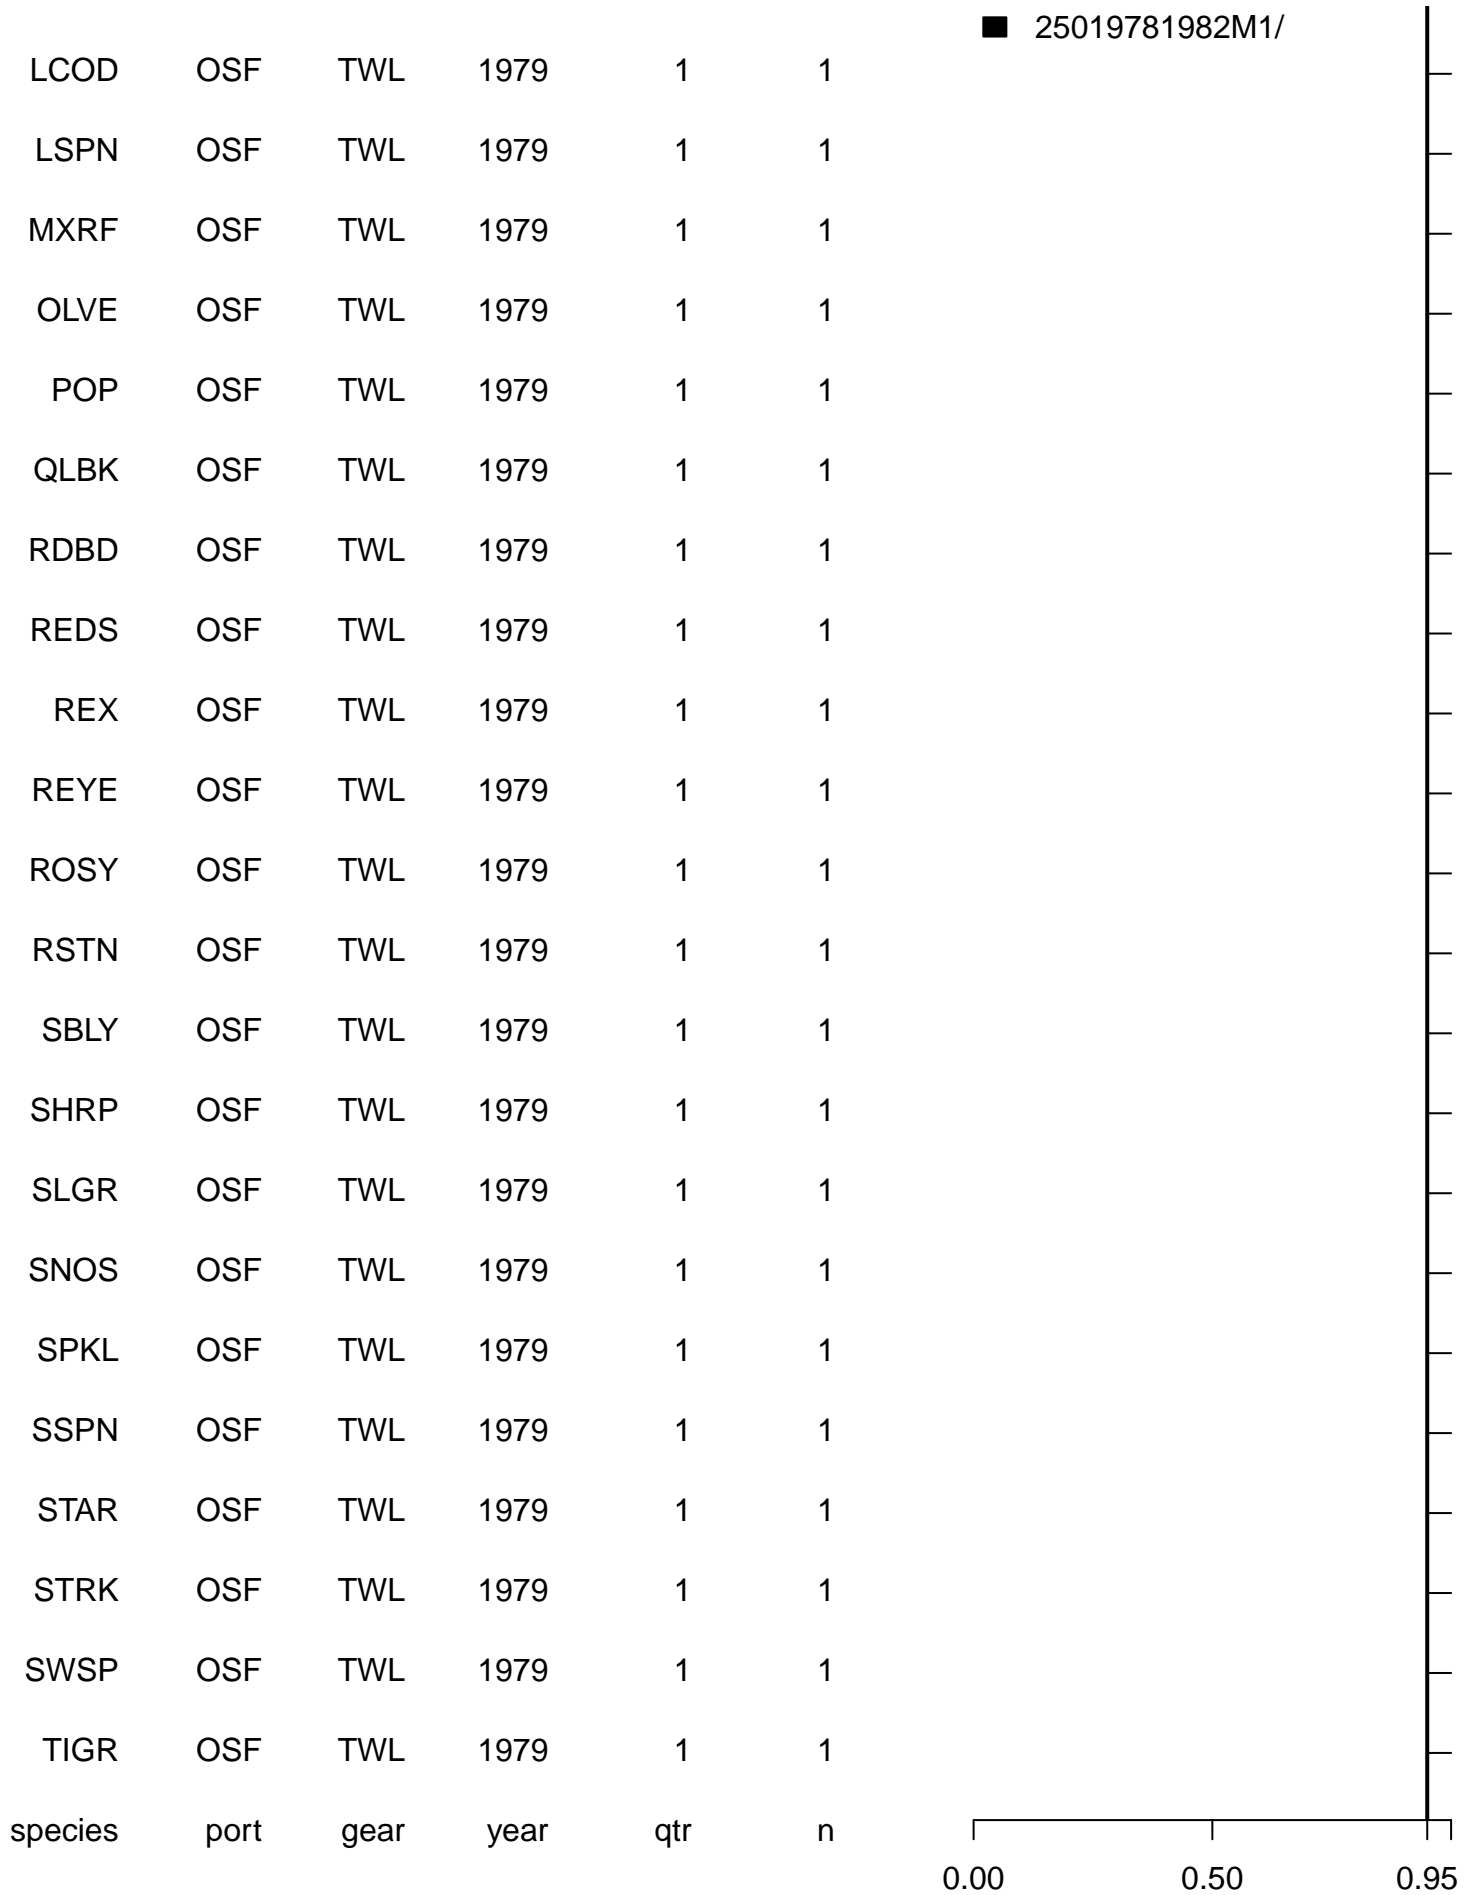 25019781982M1/
LCOD OSF TWL 1979 1 1
LSPN OSF TWL 1979 1 1
MXRF OSF TWL 1979 1 1
OLVE OSF TWL 1979 1 1
POP OSF TWL 1979 1 1
QLBK OSF TWL 1979 1 1
RDBD OSF TWL 1979 1 1
REDS OSF TWL 1979 1 1
REX OSF TWL 1979 1 1
REYE OSF TWL 1979 1 1
ROSY OSF TWL 1979 1 1
RSTN OSF TWL 1979 1 1
SBLY OSF TWL 1979 1 1
SHRP OSF TWL 1979 1 1
SLGR OSF TWL 1979 1 1
SNOS OSF TWL 1979 1 1
SPKL OSF TWL 1979 1 1
SSPN OSF TWL 1979 1 1
STAR OSF TWL 1979 1 1
STRK OSF TWL 1979 1 1
SWSP OSF TWL 1979 1 1
TIGR OSF TWL 1979 1 1
species port gear year qtr n
0.00 0.50 0.95